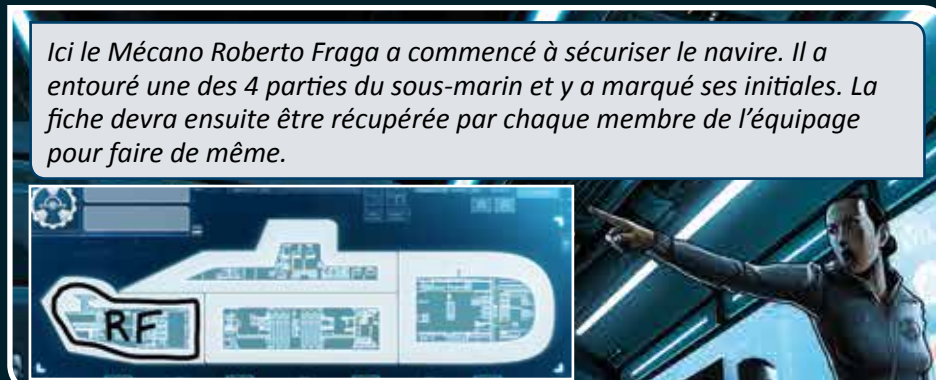 Ici le Mécano Roberto Fraga a commencé à sécuriser le navire. Il a
entouré une des 4 parties du sous-marin et y a marqué ses initiales. La
fiche devra ensuite être récupérée par chaque membre de l’équipage
pour faire de même.
RF